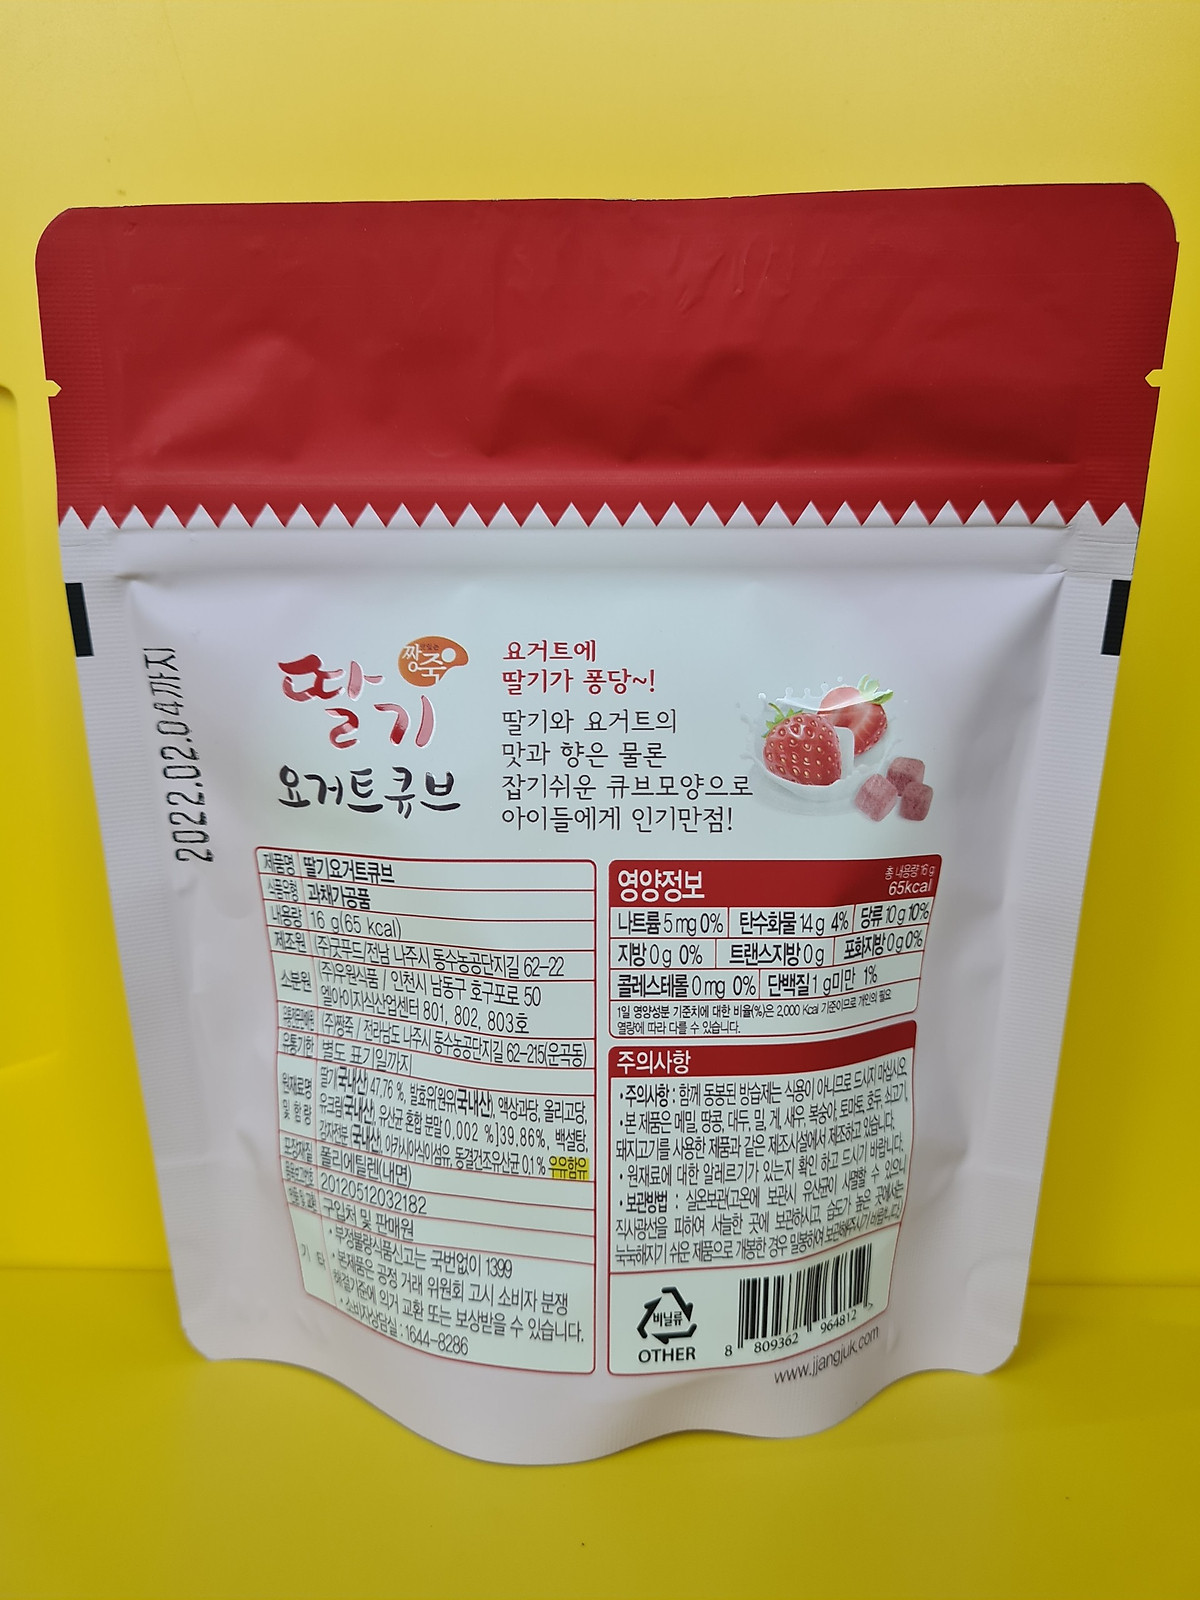 2022.02.04까지
짱죽
딸기
요거트큐브
요거트에
딸기가 퐁당~!
딸기와 요거트의
맛과 향은 물론
잡기쉬운 큐브모양으로
아이들에게 인기만점!
제품명 딸기요거트큐브
식품유형 과채가공품
내용량 16 g(65 kcal)
제조원 (주)굿푸드/전남 나주시 동수농공단지길 62-22
소분원 (주)우원식품 / 인천시 남동구 호구포로 50
엘아이지식산업센터 801, 802, 803호
(주)짱죽 / 전라남도 나주시 동수농공단지길 62-215(운곡동)
유통기한 별도 표기일까지
원재료명 및 함량 딸기(국내산) 47.76 %, 발효유[원유(국내산), 액상과당, 올리고당,
유크림(국내산), 유산균 혼합 분말 0.002 %]39.86%, 백설탕,
감자전분(국내산), 아카시아식이섬유, 동결건조유산균 0.1 % 우유함유
포장재질 폴리에틸렌(내면)
20120512032182
구입처 및 판매원
기 타 • 부정불량식품신고는 국번없이 1399
• 본제품은 공정 거래 위원회 고시 소비자 분쟁
해결기준에 의거 교환 또는 보상받을 수 있습니다.
• 소비자상담실 : 1644-8286
영양정보 총 내용량 16 g
65kcal
나트륨 5 mg 0% 탄수화물 14 g 4% 당류 10 g 10%
지방 0 g 0% 트랜스지방 0 g 포화지방 0 g 0%
콜레스테롤 0 mg 0% 단백질 1 g미만 1%
1일 영양성분 기준치에 대한 비율(%)은 2,000 Kcal 기준이므로 개인의 필요
열량에 따라 다를 수 있습니다.
주의사항
• 주의사항 : 함께 동봉된 방습제는 식용이 아니므로 드시지 마십시오.
• 본 제품은 메밀, 땅콩, 대두, 밀, 게, 새우, 복숭아, 토마토, 호두, 쇠고기,
돼지고기를 사용한 제품과 같은 제조시설에서 제조하고 있습니다.
• 원재료에 대한 알레르기가 있는지 확인 하고 드시기 바랍니다.
• 보관방법 : 실온보관(고온에 보관시 유산균이 사멸할 수 있으니
직사광선을 피하여 서늘한 곳에 보관하시고, 습도가 높은 곳에서는
눅눅해지기 쉬운 제품으로 개봉한 경우 밀봉하여 보관해주시기 바랍니다.)
비닐류
OTHER
8 809362 964812 >
www.jjangjuk.com